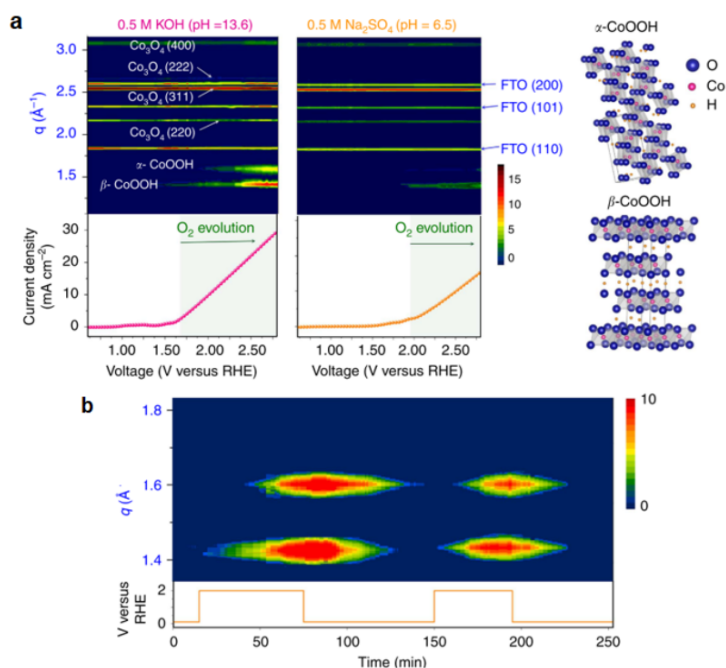 a
0.5 M KOH (pH =13.6)
0.5 M Na₂SO₄ (pH = 6.5)
α-CoOOH
O
Co
H
q (Å⁻¹)
3.0
2.5
2.0
1.5
Co₃O₄ (400)
Co₃O₄ (222)
Co₃O₄ (311)
Co₃O₄ (220)
α- CoOOH
β- CoOOH
FTO (200)
FTO (101)
FTO (110)
15
10
5
0
β-CoOOH
Current density
(mA cm⁻²)
30
20
10
0
O₂ evolution
O₂ evolution
1.00 1.50 2.00 2.50
1.00 1.50 2.00 2.50
Voltage (V versus RHE)
Voltage (V versus RHE)
b
q (Å
1.8
1.6
1.4
10
0
V versus
RHE
2
0
0 50 100 150 200 250
Time (min)